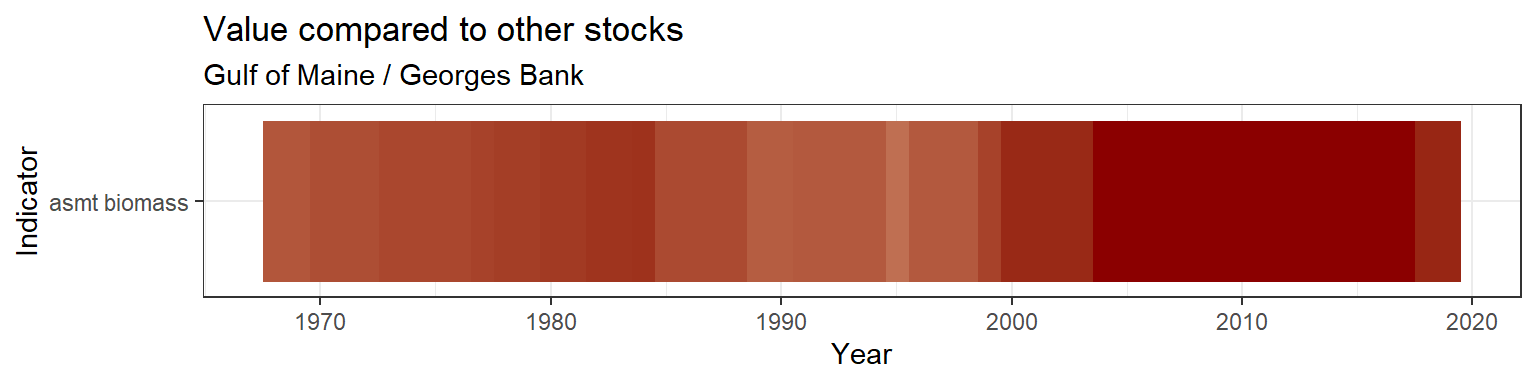 Value compared to other stocks
Gulf of Maine / Georges Bank
Indicator
asmt biomass
1970 1980 1990 2000 2010 2020
Year